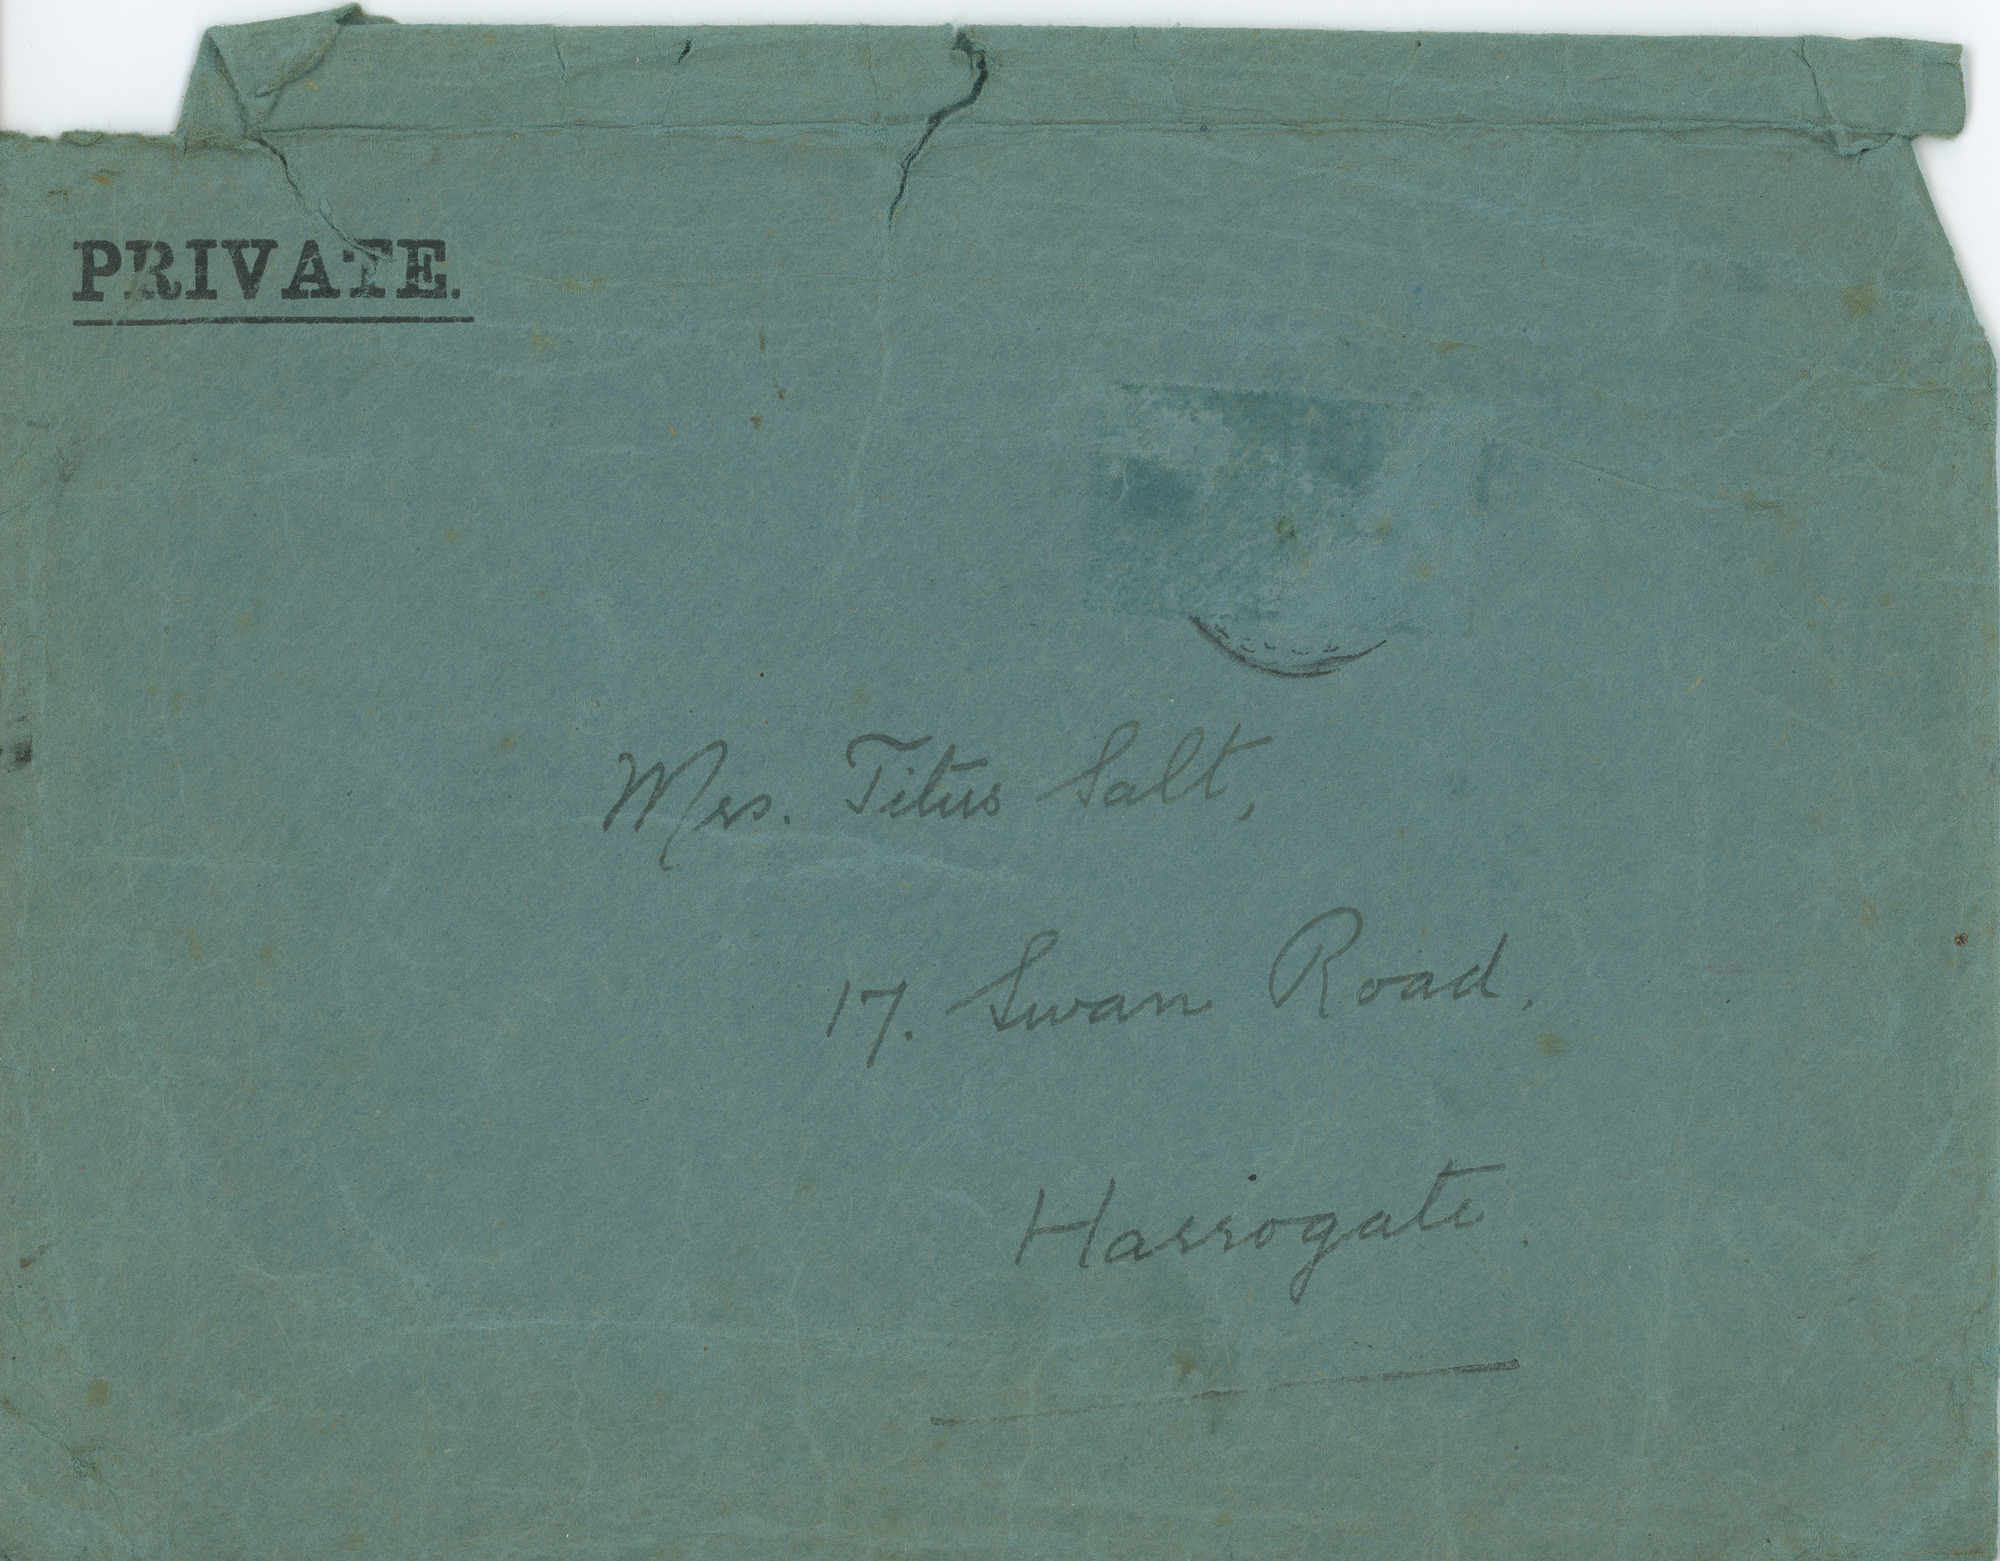 PRIVATE.
Mrs. Titus Salt,
17. Swan Road.
Harrogate.